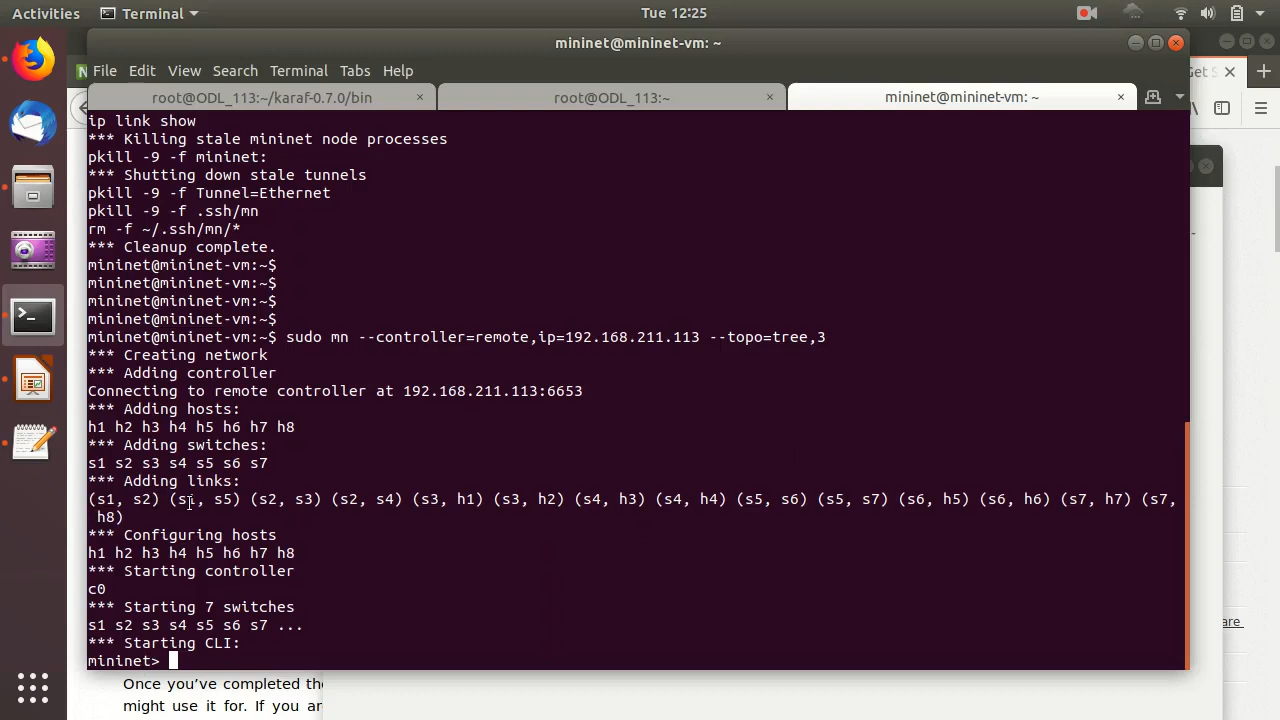 Activities
Terminal
Tue 12:25
mininet@mininet-vm: ~
File Edit View Search Terminal Tabs Help
Get S
root@ODL_113:~/karaf-0.7.0/bin × root@ODL_113:~ × mininet@mininet-vm: ~ ×
ip link show
*** Killing stale mininet node processes
pkill -9 -f mininet:
*** Shutting down stale tunnels
pkill -9 -f Tunnel=Ethernet
pkill -9 -f .ssh/mn
rm -f ~/.ssh/mn/*
*** Cleanup complete.
mininet@mininet-vm:~$
mininet@mininet-vm:~$
mininet@mininet-vm:~$
mininet@mininet-vm:~$
mininet@mininet-vm:~$ sudo mn --controller=remote,ip=192.168.211.113 --topo=tree,3
*** Creating network
*** Adding controller
Connecting to remote controller at 192.168.211.113:6653
*** Adding hosts:
h1 h2 h3 h4 h5 h6 h7 h8
*** Adding switches:
s1 s2 s3 s4 s5 s6 s7
*** Adding links:
(s1, s2) (s1, s5) (s2, s3) (s2, s4) (s3, h1) (s3, h2) (s4, h3) (s4, h4) (s5, s6) (s5, s7) (s6, h5) (s6, h6) (s7, h7) (s7,
h8)
*** Configuring hosts
h1 h2 h3 h4 h5 h6 h7 h8
*** Starting controller
c0
*** Starting 7 switches
s1 s2 s3 s4 s5 s6 s7 ...
*** Starting CLI:
mininet>
are
Once you've completed the
might use it for. If you ar